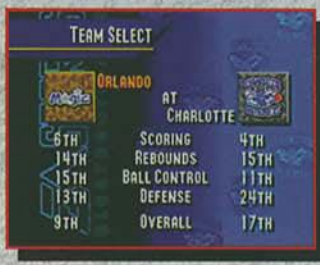 TEAM SELECT
ORLANDO
Magic
AT
CHARLOTTE
6TH SCORING 4TH
14TH REBOUNDS 15TH
15TH BALL CONTROL 11TH
13TH DEFENSE 24TH
9TH OVERALL 17TH